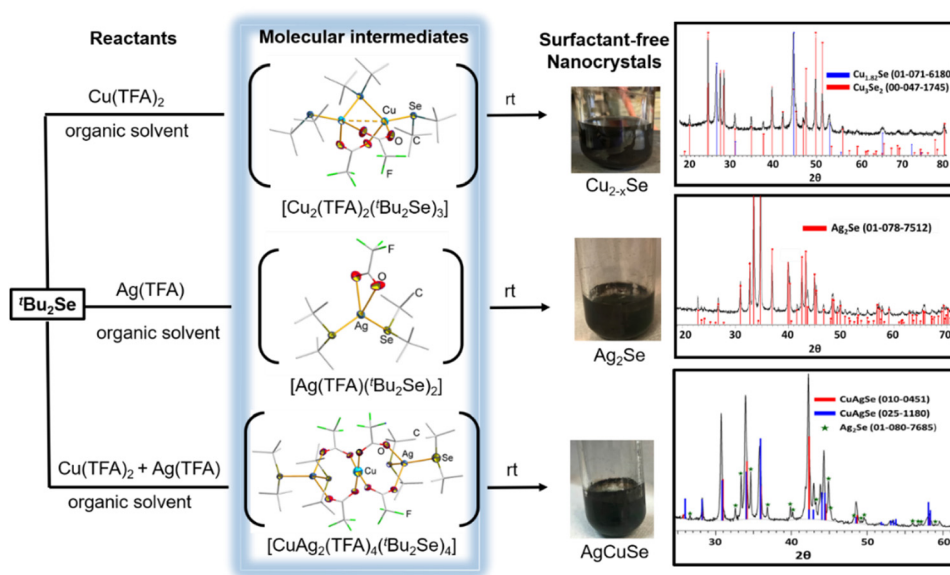 Reactants
Molecular intermediates
Surfactant-free
Nanocrystals
ᵗBu₂Se
Cu(TFA)₂
organic solvent
Cu
Se
O
C
F
[Cu₂(TFA)₂(ᵗBu₂Se)₃]
rt
Cu₂₋ₓSe
Cu₁.₈₂Se (01-071-6180)
Cu₃Se₂ (00-047-1745)
20 30 40 50 60 70 80
2θ
Ag(TFA)
organic solvent
F
O
C
Ag
Se
[Ag(TFA)(ᵗBu₂Se)₂]
rt
Ag₂Se
Ag₂Se (01-078-7512)
20 30 40 50 60 70
2θ
Cu(TFA)₂ + Ag(TFA)
organic solvent
F
C
O
Ag
Se
Cu
F
[CuAg₂(TFA)₄(ᵗBu₂Se)₄]
rt
AgCuSe
CuAgSe (010-0451)
CuAgSe (025-1180)
Ag₂Se (01-080-7685)
30 40 50 60
2θ